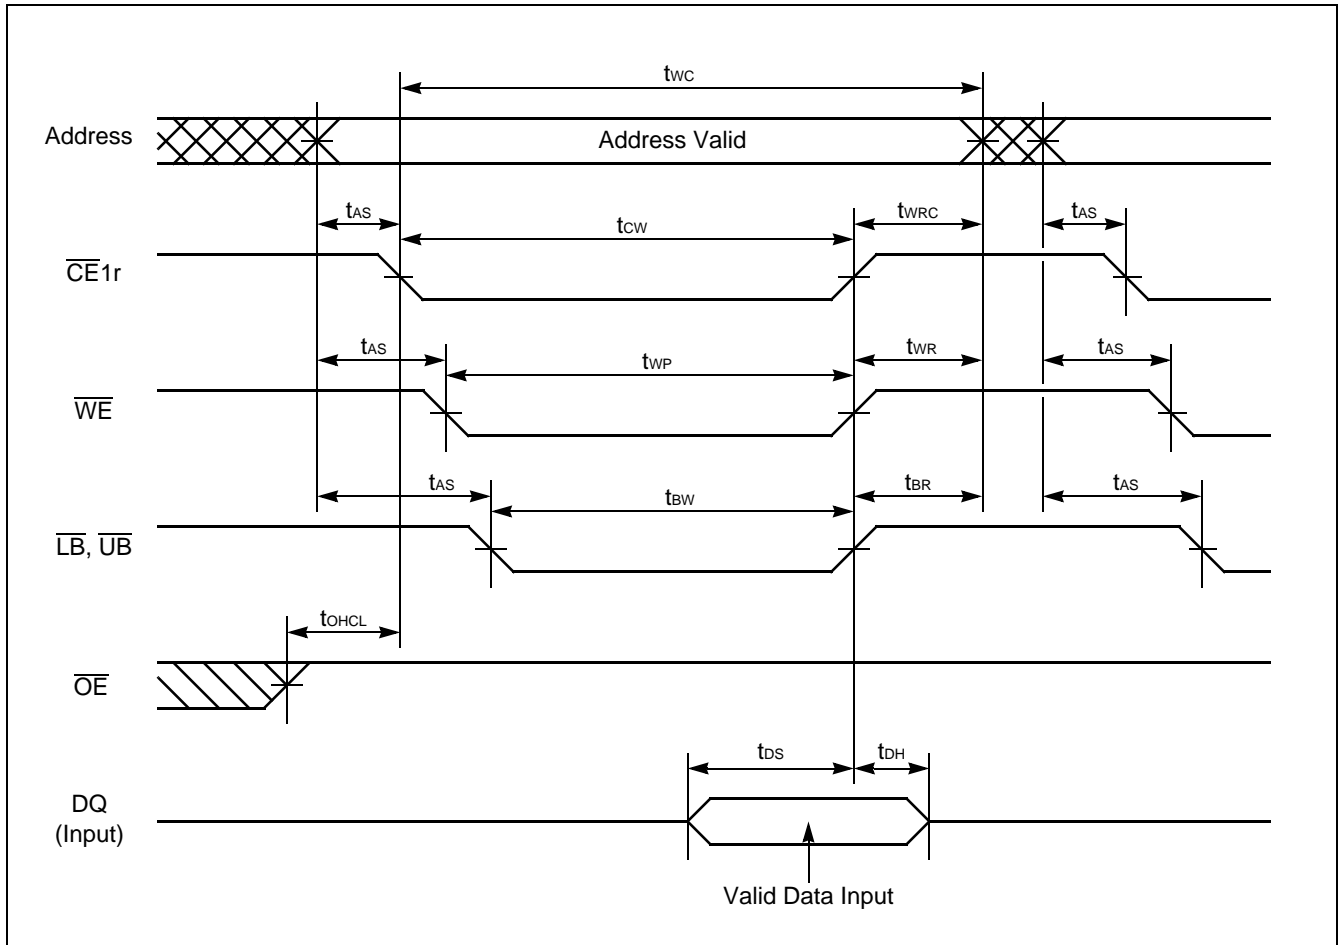 tWC
Address
Address Valid
tAS
tCW
tWRC
tAS
CE1r
tAS
tWP
tWR
tAS
WE
tAS
tBW
tBR
tAS
LB, UB
tOHCL
OE
tDS
tDH
DQ
(Input)
Valid Data Input